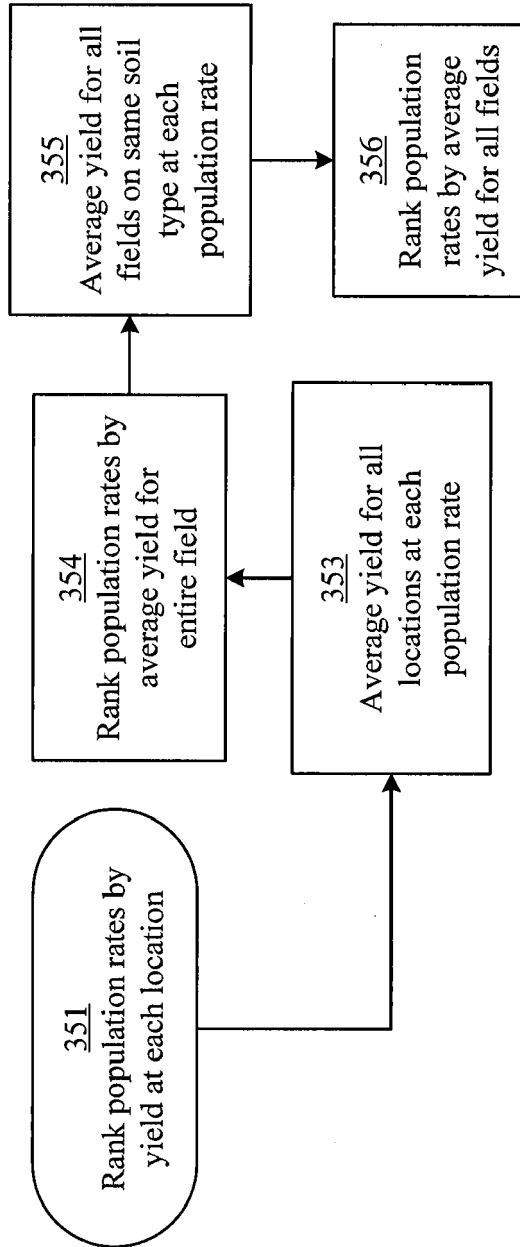 351
Rank population rates by
yield at each location
353
Average yield for all
locations at each
population rate
354
Rank population rates by
average yield for
entire field
355
Average yield for all
fields on same soil
type at each
population rate
356
Rank population
rates by average
yield for all fields